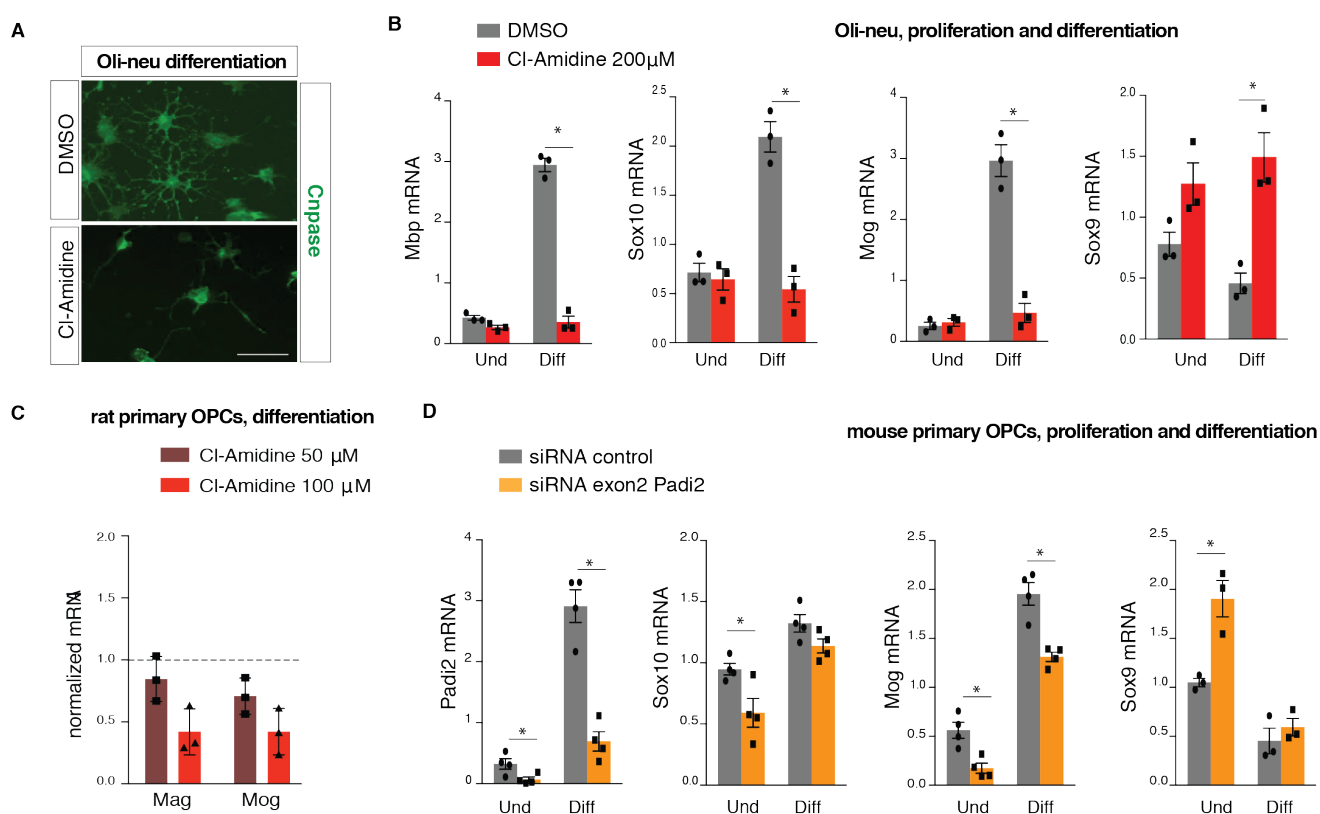 A
Oli-neu differentiation
DMSO
Cl-Amidine
Cnpase
B
DMSO
Cl-Amidine 200μM
Oli-neu, proliferation and differentiation
Mbp mRNA
4
3
2
1
0
Und Diff
Sox10 mRNA
2.5
2.0
1.5
1.0
0.5
0.0
*
Und Diff
Mog mRNA
4
3
2
1
0
*
Und Diff
Sox9 mRNA
2.0
1.5
1.0
0.5
0.0
*
Und Diff
*
C
rat primary OPCs, differentiation
Cl-Amidine 50 μM
Cl-Amidine 100 μM
2.0
1.5
1.0
0.5
0.0
Mag Mog
D
mouse primary OPCs, proliferation and differentiation
siRNA control
siRNA exon2 Padi2
Padi2 mRNA
4
3
2
1
0
*
*
Und Diff
Sox10 mRNA
2.0
1.5
1.0
0.5
0.0
*
Und Diff
Mog mRNA
2.5
2.0
1.5
1.0
0.5
0.0
*
*
Und Diff
Sox9 mRNA
2.5
2.0
1.5
1.0
0.5
0.0
*
Und Diff
normalized